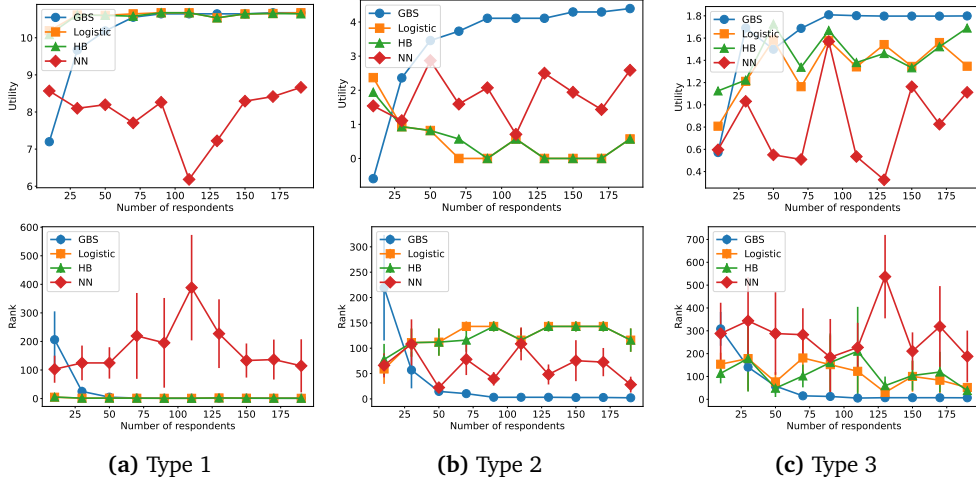 GBS
Logistic
HB
NN
10
9
8
7
6
Utility
25 50 75 100 125 150 175
Number of respondents
GBS
Logistic
HB
NN
4
3
2
1
0
Utility
25 50 75 100 125 150 175
Number of respondents
GBS
Logistic
HB
NN
1.8
1.6
1.4
1.2
1.0
0.8
0.6
0.4
Utility
25 50 75 100 125 150 175
Number of respondents
GBS
Logistic
HB
NN
600
500
400
300
200
100
0
Rank
25 50 75 100 125 150 175
Number of respondents
GBS
Logistic
HB
NN
300
250
200
150
100
50
0
Rank
25 50 75 100 125 150 175
Number of respondents
GBS
Logistic
HB
NN
700
600
500
400
300
200
100
0
Rank
25 50 75 100 125 150 175
Number of respondents
(a) Type 1
(b) Type 2
(c) Type 3